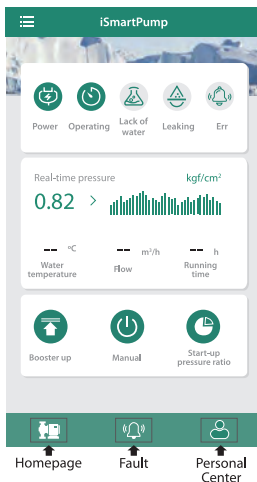 iSmartPump
Power Operating Lack of water Leaking Err
Real-time pressure kgf/cm²
0.82 >
-- °C -- m³/h -- h
Water temperature Flow Running time
Booster up Manual Start-up pressure ratio
Homepage Fault Personal Center